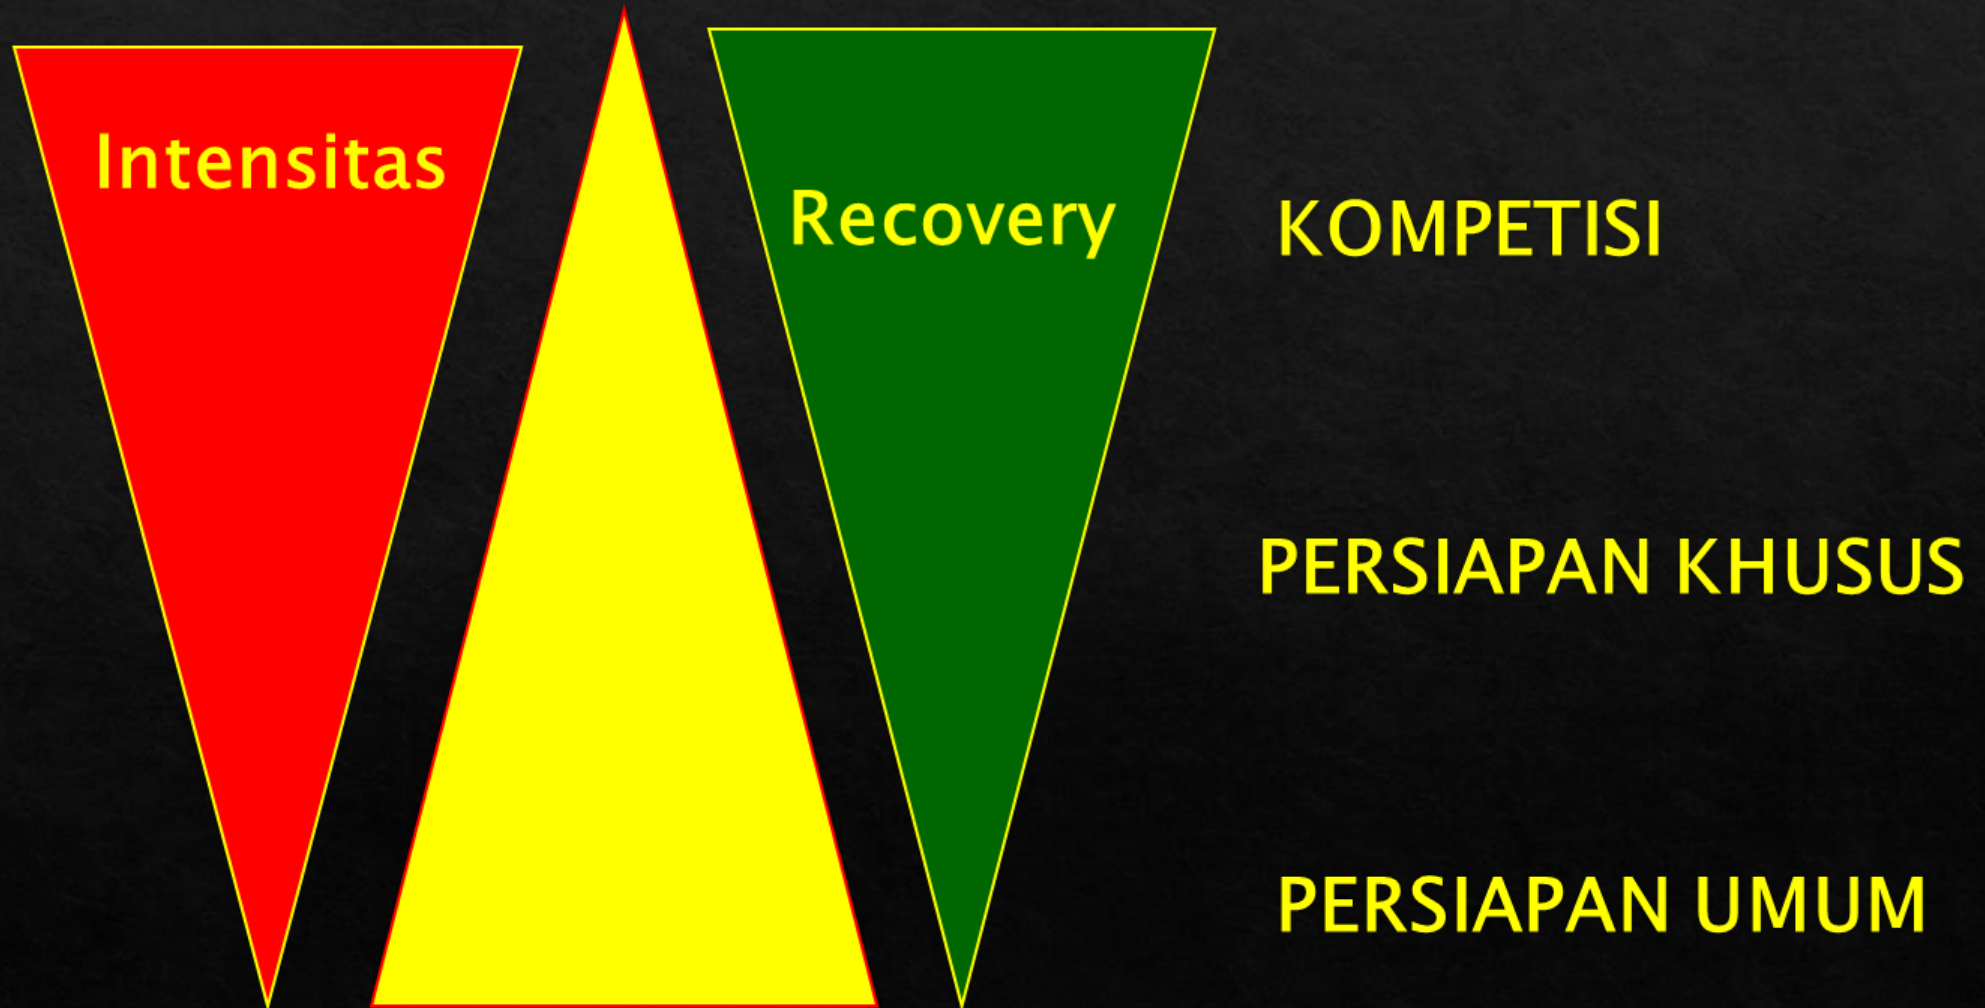 Intensitas
Recovery
KOMPETISI
PERSIAPAN KHUSUS
PERSIAPAN UMUM